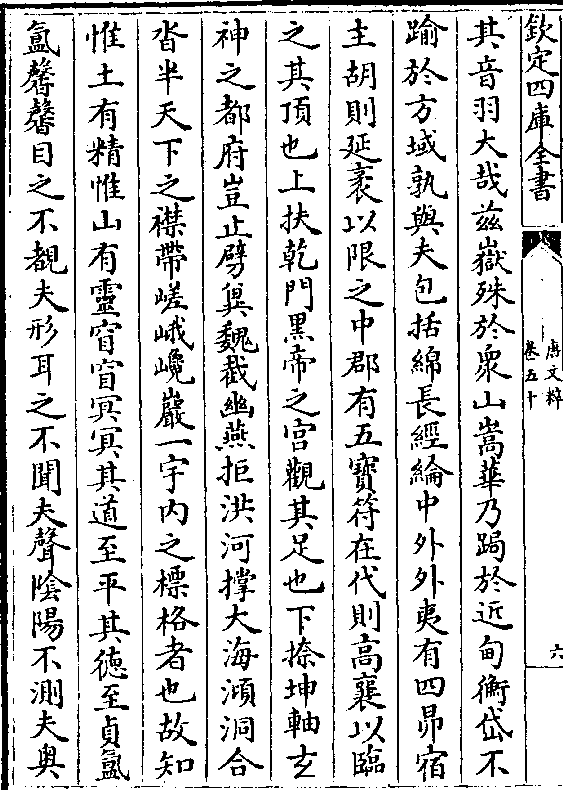 欽定四庫全書
唐文粹
卷五十
六
其音羽大哉茲嶽殊於衆山嵩華乃跼於近甸衡岱不
踰於方域孰與夫包括綿長經綸中外外夷有四昴宿
主胡則延袤以限之中郡有五寶符在代則高褰以臨
之其頂也上扶乾門黒帝之宫觀其足也下捺坤軸玄
神之都府豈止劈冀魏截幽燕拒洪河撑大海澒洞合
沓半天下之襟帶嵯峨巉巖一宇内之標格者也故知
惟土有精惟山有靈窅窅冥冥其道至平其徳至貞氲
氲馨馨目之不覩夫形耳之不聞夫聲陰陽不測夫奥